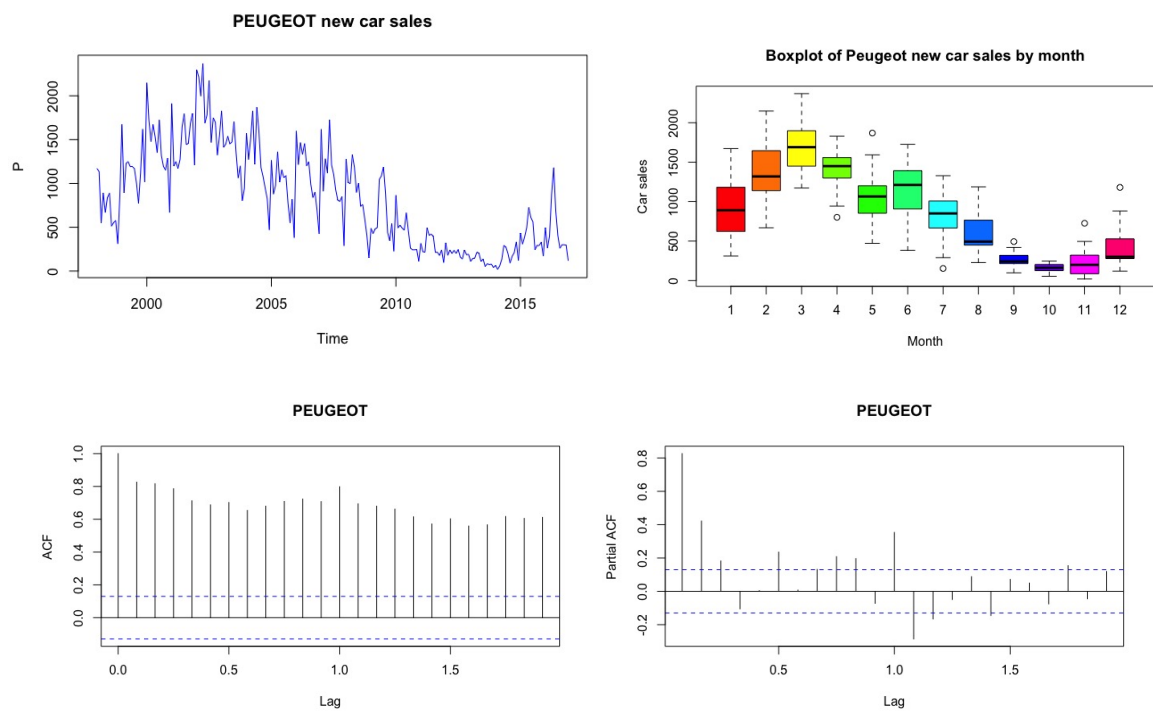 PEUGEOT new car sales
P
0
500
1000
1500
2000
2000
2005
2010
2015
Time
Boxplot of Peugeot new car sales by month
Car sales
0
500
1000
1500
2000
1 2 3 4 5 6 7 8 9 10 11 12
Month
PEUGEOT
ACF
0.0
0.2
0.4
0.6
0.8
1.0
0.0 0.5 1.0 1.5
Lag
PEUGEOT
Partial ACF
-0.2
0.0
0.2
0.4
0.6
0.8
0.5 1.0 1.5
Lag